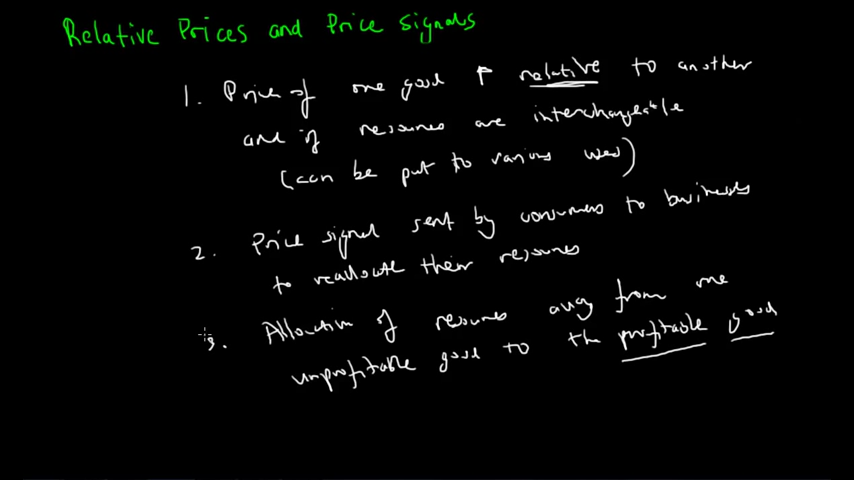 Relative Prices and Price signals
1. Price of one good ↑ relative to another
and if resources are interchangeable
(can be put to various uses)
2. Price signal sent by consumers to businesses
to reallocate their resources
3. Allocation of resources away from one
unprofitable good to the profitable good